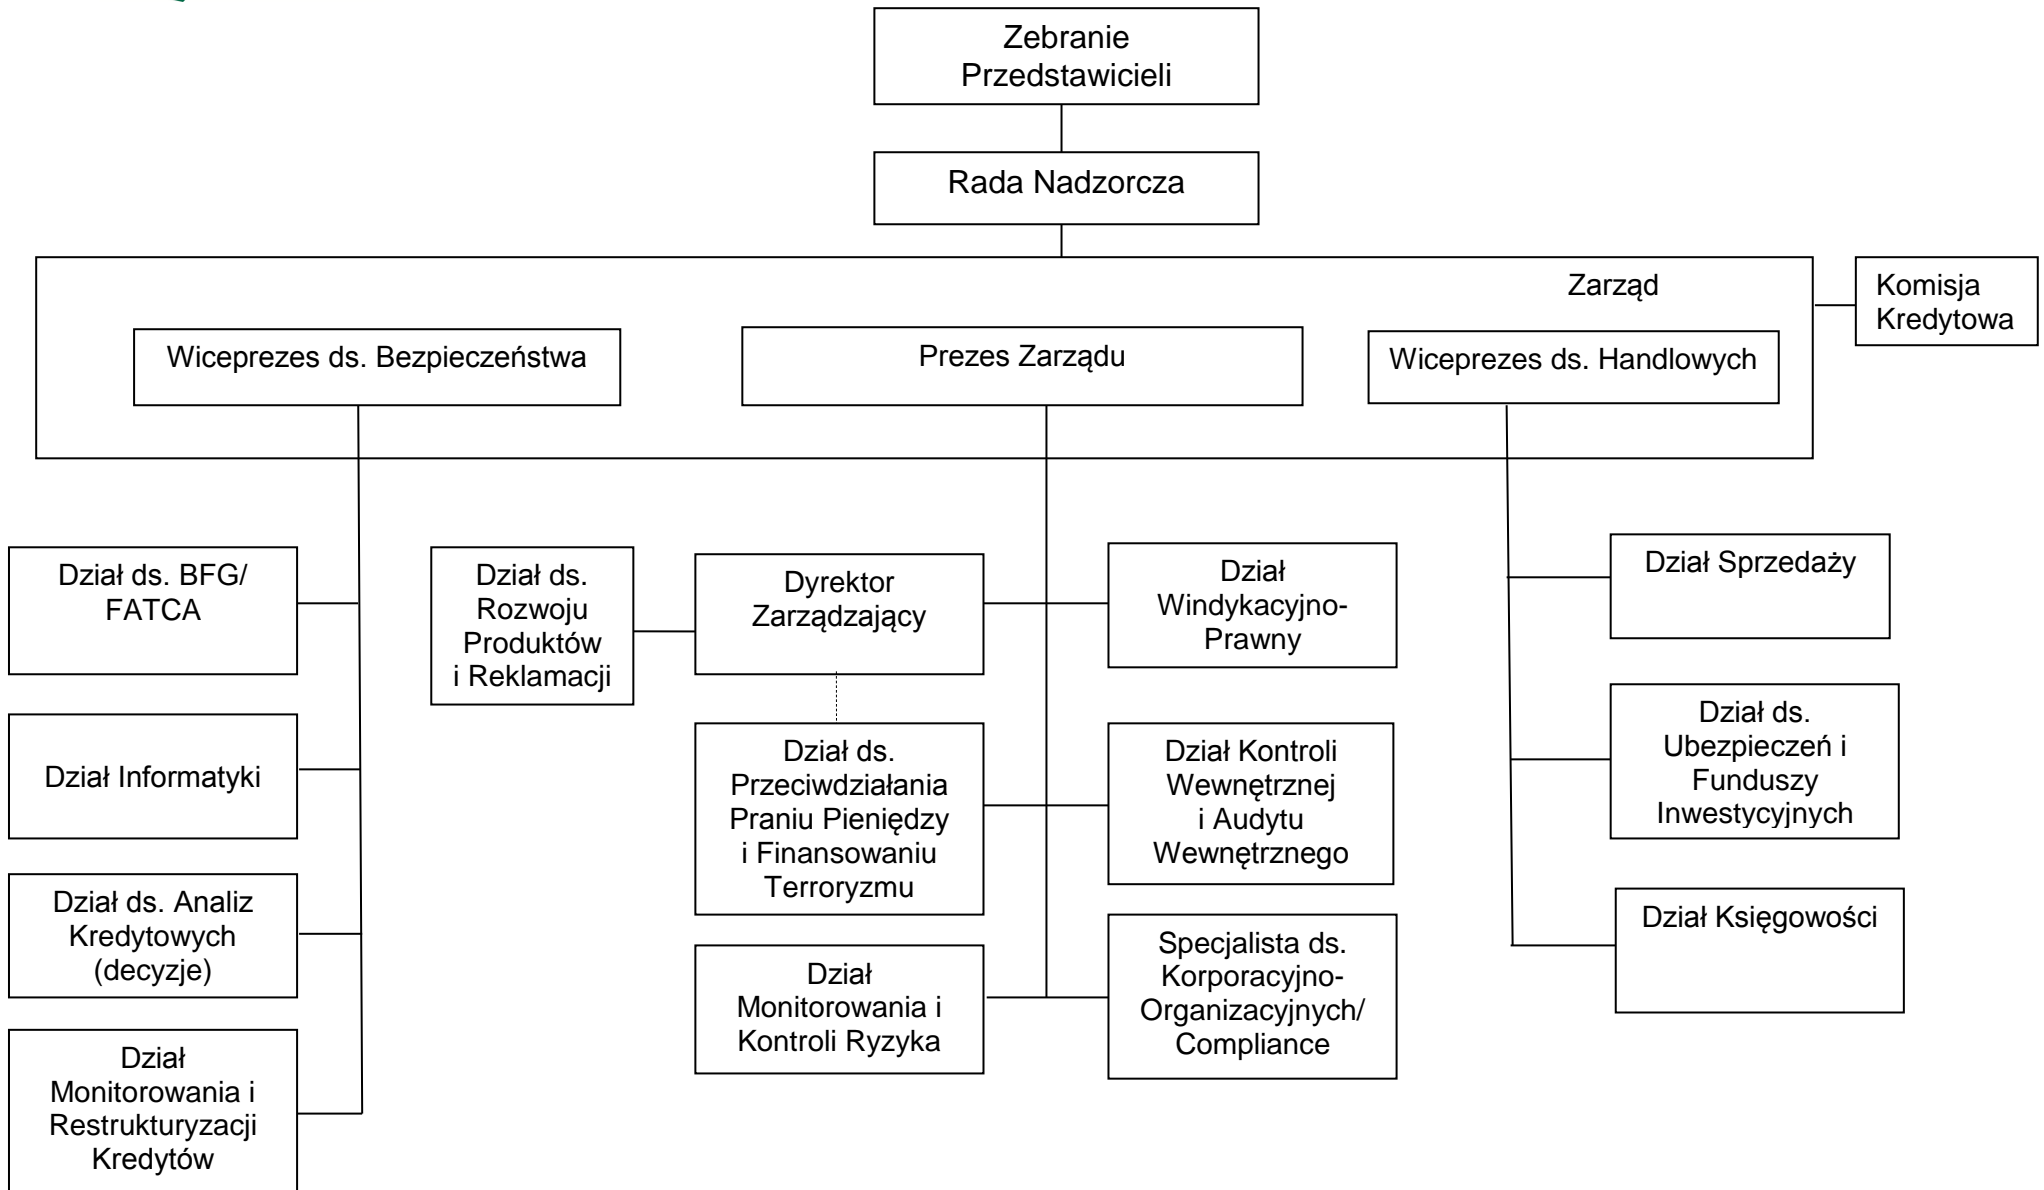 Zebranie
Przedstawicieli
Rada Nadzorcza
Zarząd
Komisja
Kredytowa
Wiceprezes ds. Bezpieczeństwa
Prezes Zarządu
Wiceprezes ds. Handlowych
Dział ds. BFG/
FATCA
Dział Informatyki
Dział ds. Analiz
Kredytowych
(decyzje)
Dział
Monitorowania i
Restrukturyzacji
Kredytów
Dział ds.
Rozwoju
Produktów
i Reklamacji
Dyrektor
Zarządzający
Dział ds.
Przeciwdziałania
Praniu Pieniędzy
i Finansowaniu
Terroryzmu
Dział
Monitorowania i
Kontroli Ryzyka
Dział
Windykacyjno-
Prawny
Dział Kontroli
Wewnętrznej
i Audytu
Wewnętrznego
Specjalista ds.
Korporacyjno-
Organizacyjnych/
Compliance
Dział Sprzedaży
Dział ds.
Ubezpieczeń i
Funduszy
Inwestycyjnych
Dział Księgowości